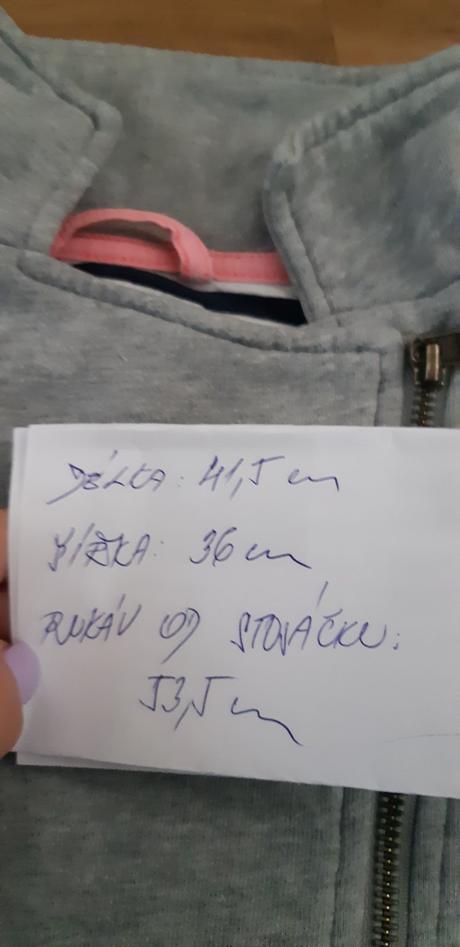 DÉLKA: 41,5 cm
ŠÍŘKA: 36 cm
RUKÁV OD STOJÁČKU:
53,5 cm